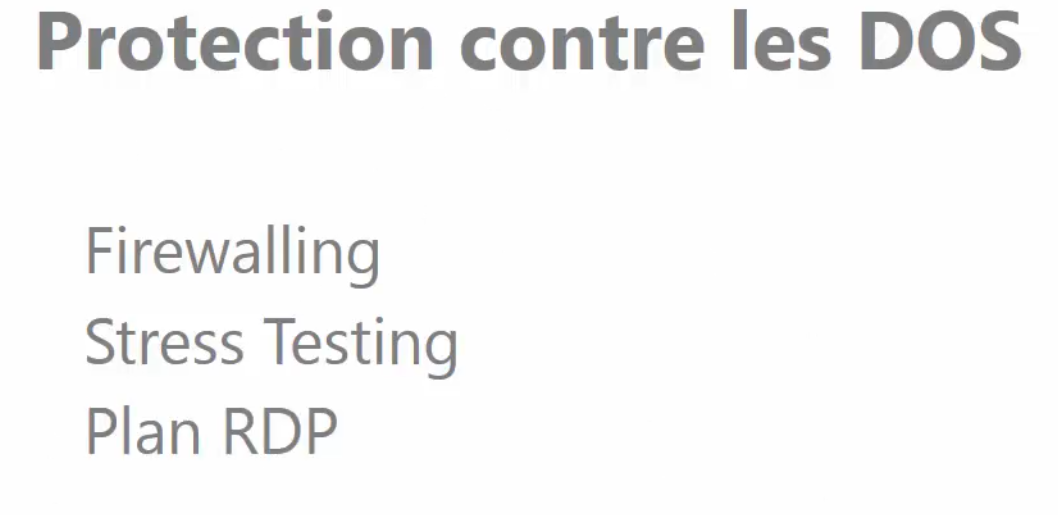 Protection contre les DOS
Firewalling
Stress Testing
Plan RDP